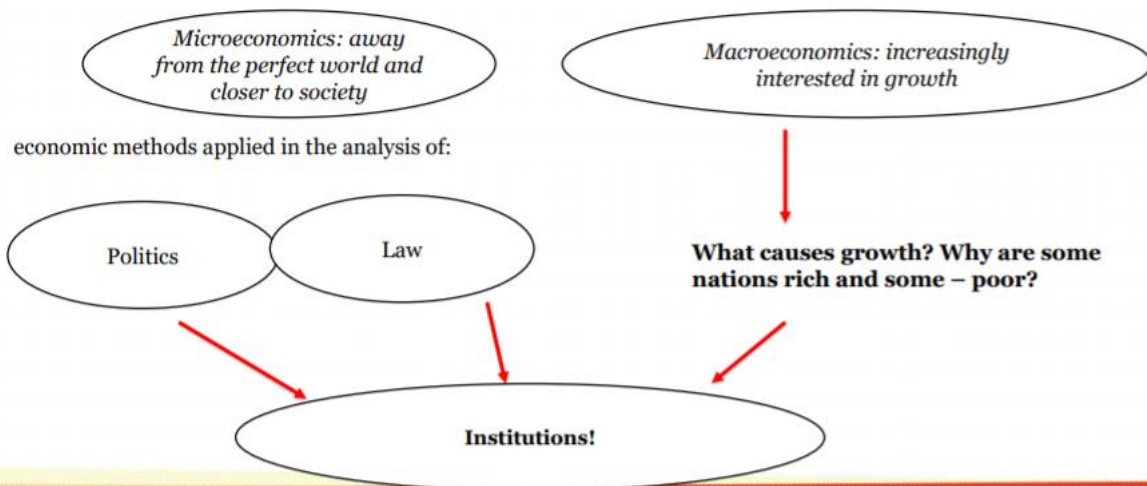 Microeconomics: away
from the perfect world and
closer to society
Macroeconomics: increasingly
interested in growth
economic methods applied in the analysis of:
Politics
Law
What causes growth? Why are some
nations rich and some – poor?
Institutions!